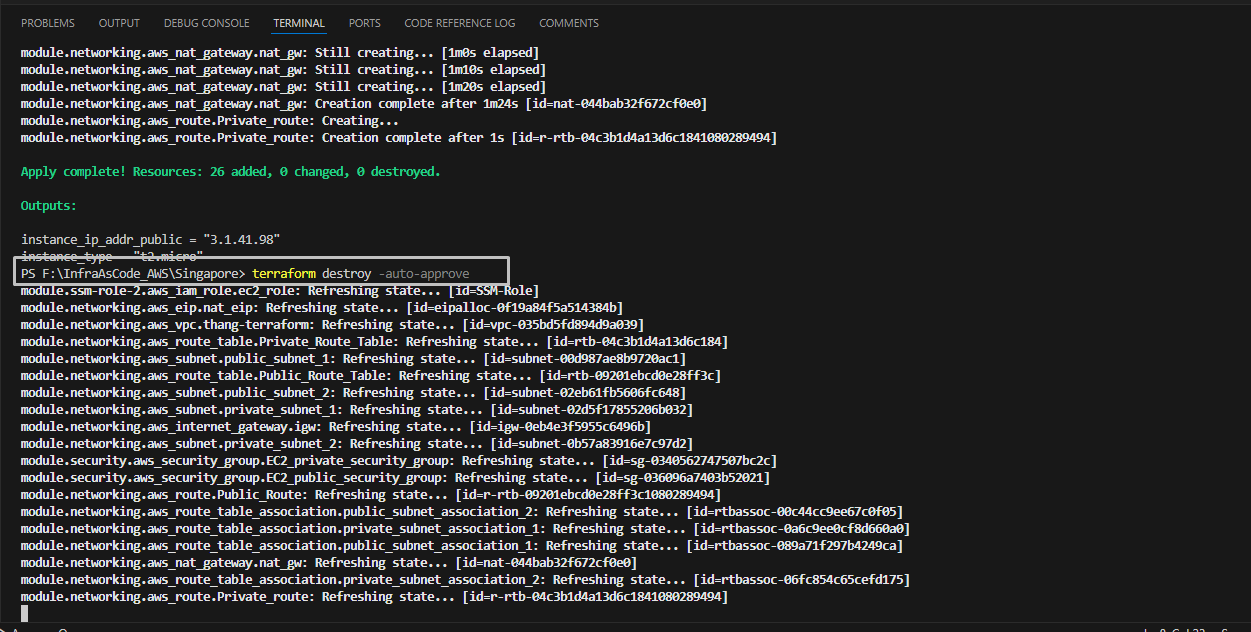 PROBLEMS OUTPUT DEBUG CONSOLE TERMINAL PORTS CODE REFERENCE LOG COMMENTS
module.networking.aws_nat_gateway.nat_gw: Still creating... [1m0s elapsed]
module.networking.aws_nat_gateway.nat_gw: Still creating... [1m10s elapsed]
module.networking.aws_nat_gateway.nat_gw: Still creating... [1m20s elapsed]
module.networking.aws_nat_gateway.nat_gw: Creation complete after 1m24s [id=nat-044bab32f672cf0e0]
module.networking.aws_route.Private_route: Creating...
module.networking.aws_route.Private_route: Creation complete after 1s [id=r-rtb-04c3b1d4a13d6c1841080289494]
Apply complete! Resources: 26 added, 0 changed, 0 destroyed.
Outputs:
instance_ip_addr_public = "3.1.41.98"
instance_type = "t2.micro"
PS F:\InfraAsCode_AWS\Singapore> terraform destroy -auto-approve
module.ssm-role-2.aws_iam_role.ec2_role: Refreshing state... [id=SSM-Role]
module.networking.aws_eip.nat_eip: Refreshing state... [id=eipalloc-0f19a84f5a514384b]
module.networking.aws_vpc.thang-terraform: Refreshing state... [id=vpc-035bd5fd894d9a039]
module.networking.aws_route_table.Private_Route_Table: Refreshing state... [id=rtb-04c3b1d4a13d6c184]
module.networking.aws_subnet.public_subnet_1: Refreshing state... [id=subnet-00d987ae8b9720ac1]
module.networking.aws_route_table.Public_Route_Table: Refreshing state... [id=rtb-09201ebcd0e28ff3c]
module.networking.aws_subnet.public_subnet_2: Refreshing state... [id=subnet-02eb61fb5606fc648]
module.networking.aws_subnet.private_subnet_1: Refreshing state... [id=subnet-02d5f17855206b032]
module.networking.aws_internet_gateway.igw: Refreshing state... [id=igw-0eb4e3f5955c6496b]
module.networking.aws_subnet.private_subnet_2: Refreshing state... [id=subnet-0b57a83916e7c97d2]
module.security.aws_security_group.EC2_private_security_group: Refreshing state... [id=sg-0340562747507bc2c]
module.security.aws_security_group.EC2_public_security_group: Refreshing state... [id=sg-036096a7403b52021]
module.networking.aws_route.Public_Route: Refreshing state... [id=r-rtb-09201ebcd0e28ff3c1080289494]
module.networking.aws_route_table_association.public_subnet_association_2: Refreshing state... [id=rtbassoc-00c44cc9ee67c0f05]
module.networking.aws_route_table_association.private_subnet_association_1: Refreshing state... [id=rtbassoc-0a6c9ee0cf8d660a0]
module.networking.aws_route_table_association.public_subnet_association_1: Refreshing state... [id=rtbassoc-089a71f297b4249ca]
module.networking.aws_nat_gateway.nat_gw: Refreshing state... [id=nat-044bab32f672cf0e0]
module.networking.aws_route_table_association.private_subnet_association_2: Refreshing state... [id=rtbassoc-06fc854c65cefd175]
module.networking.aws_route.Private_route: Refreshing state... [id=r-rtb-04c3b1d4a13d6c1841080289494]